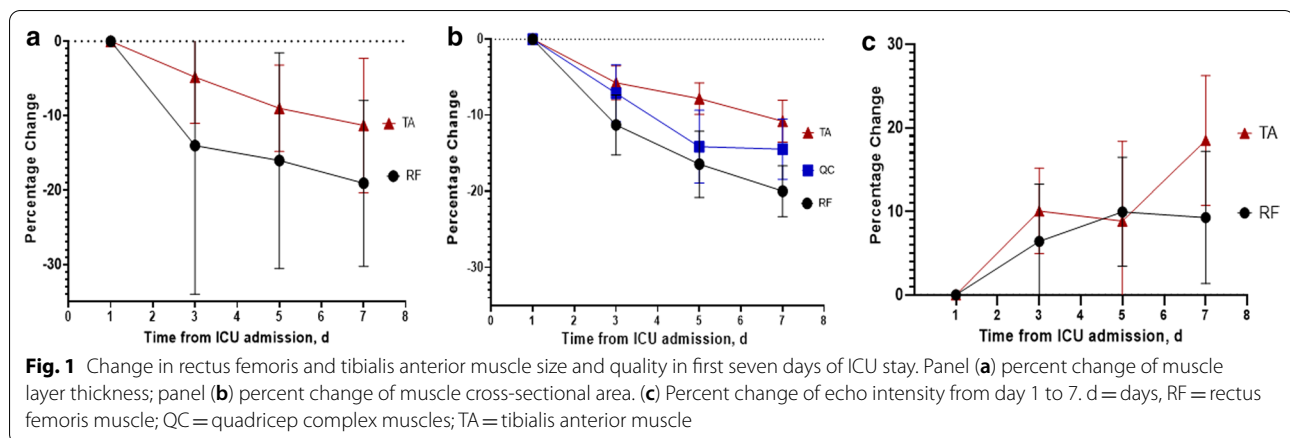 a
0
-10
-20
-30
Percentage Change
TA
RF
0 1 2 3 4 5 6 7 8
Time from ICU admission, d
b
0
-10
-20
-30
Percentage Change
TA
QC
RF
0 1 2 3 4 5 6 7 8
Time from ICU admission, d
c
30
20
10
0
Percentage Change
TA
RF
1 2 3 4 5 6 7 8
Time from ICU admission, d
Fig. 1 Change in rectus femoris and tibialis anterior muscle size and quality in first seven days of ICU stay. Panel (a) percent change of muscle
layer thickness; panel (b) percent change of muscle cross-sectional area. (c) Percent change of echo intensity from day 1 to 7. d = days, RF = rectus
femoris muscle; QC = quadricep complex muscles; TA = tibialis anterior muscle